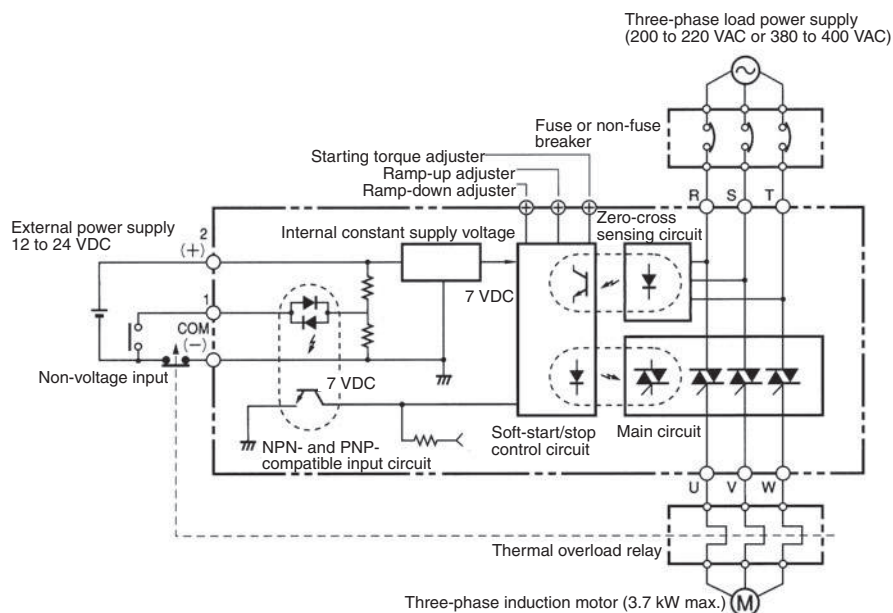 Three-phase load power supply
(200 to 220 VAC or 380 to 400 VAC)
Fuse or non-fuse
breaker
Starting torque adjuster
Ramp-up adjuster
Ramp-down adjuster
R S T
External power supply
12 to 24 VDC
2
(+)
Internal constant supply voltage
Zero-cross
sensing circuit
7 VDC
1
COM
(−)
Non-voltage input
7 VDC
NPN- and PNP-
compatible input circuit
Soft-start/stop
control circuit
Main circuit
U V W
Thermal overload relay
Three-phase induction motor (3.7 kW max.)
M